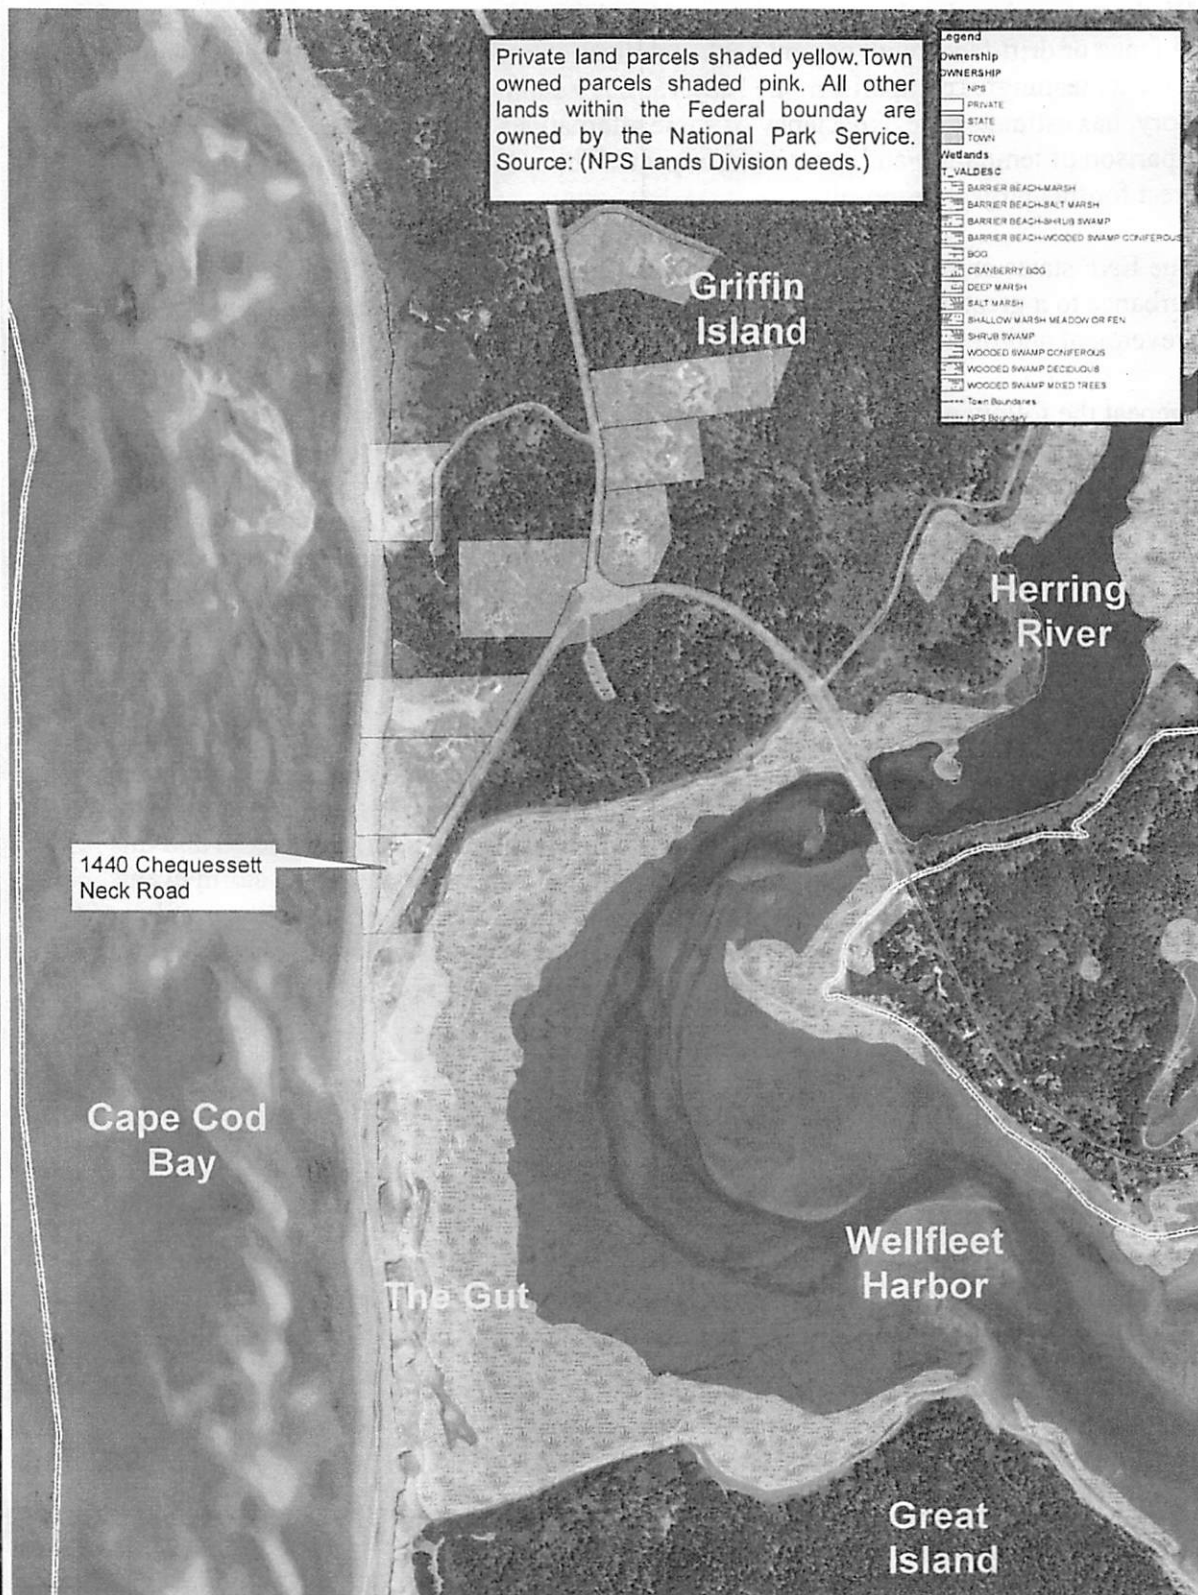 Private land parcels shaded yellow.Town
owned parcels shaded pink. All other
lands within the Federal bounday are
owned by the National Park Service.
Source: (NPS Lands Division deeds.)
Legend
Ownership
OWNERSHIP
NPS
PRIVATE
STATE
TOWN
Wetlands
IT_VALDESC
BARRIER BEACH-MARSH
BARRIER BEACH-SALT MARSH
BARRIER BEACH-SHRUB SWAMP
BARRIER BEACH-WOODED SWAMP CONIFEROUS
BOG
CRANBERRY BOG
DEEP MARSH
SALT MARSH
SHALLOW MARSH MEADOW OR FEN
SHRUB SWAMP
WOODED SWAMP CONIFEROUS
WOODED SWAMP DECIDUOUS
WOODED SWAMP MIXED TREES
Town Boundaries
NPS Boundary
Griffin
Island
Herring
River
1440 Chequessett
Neck Road
Cape Cod
Bay
The Gut
Wellfleet
Harbor
Great
Island